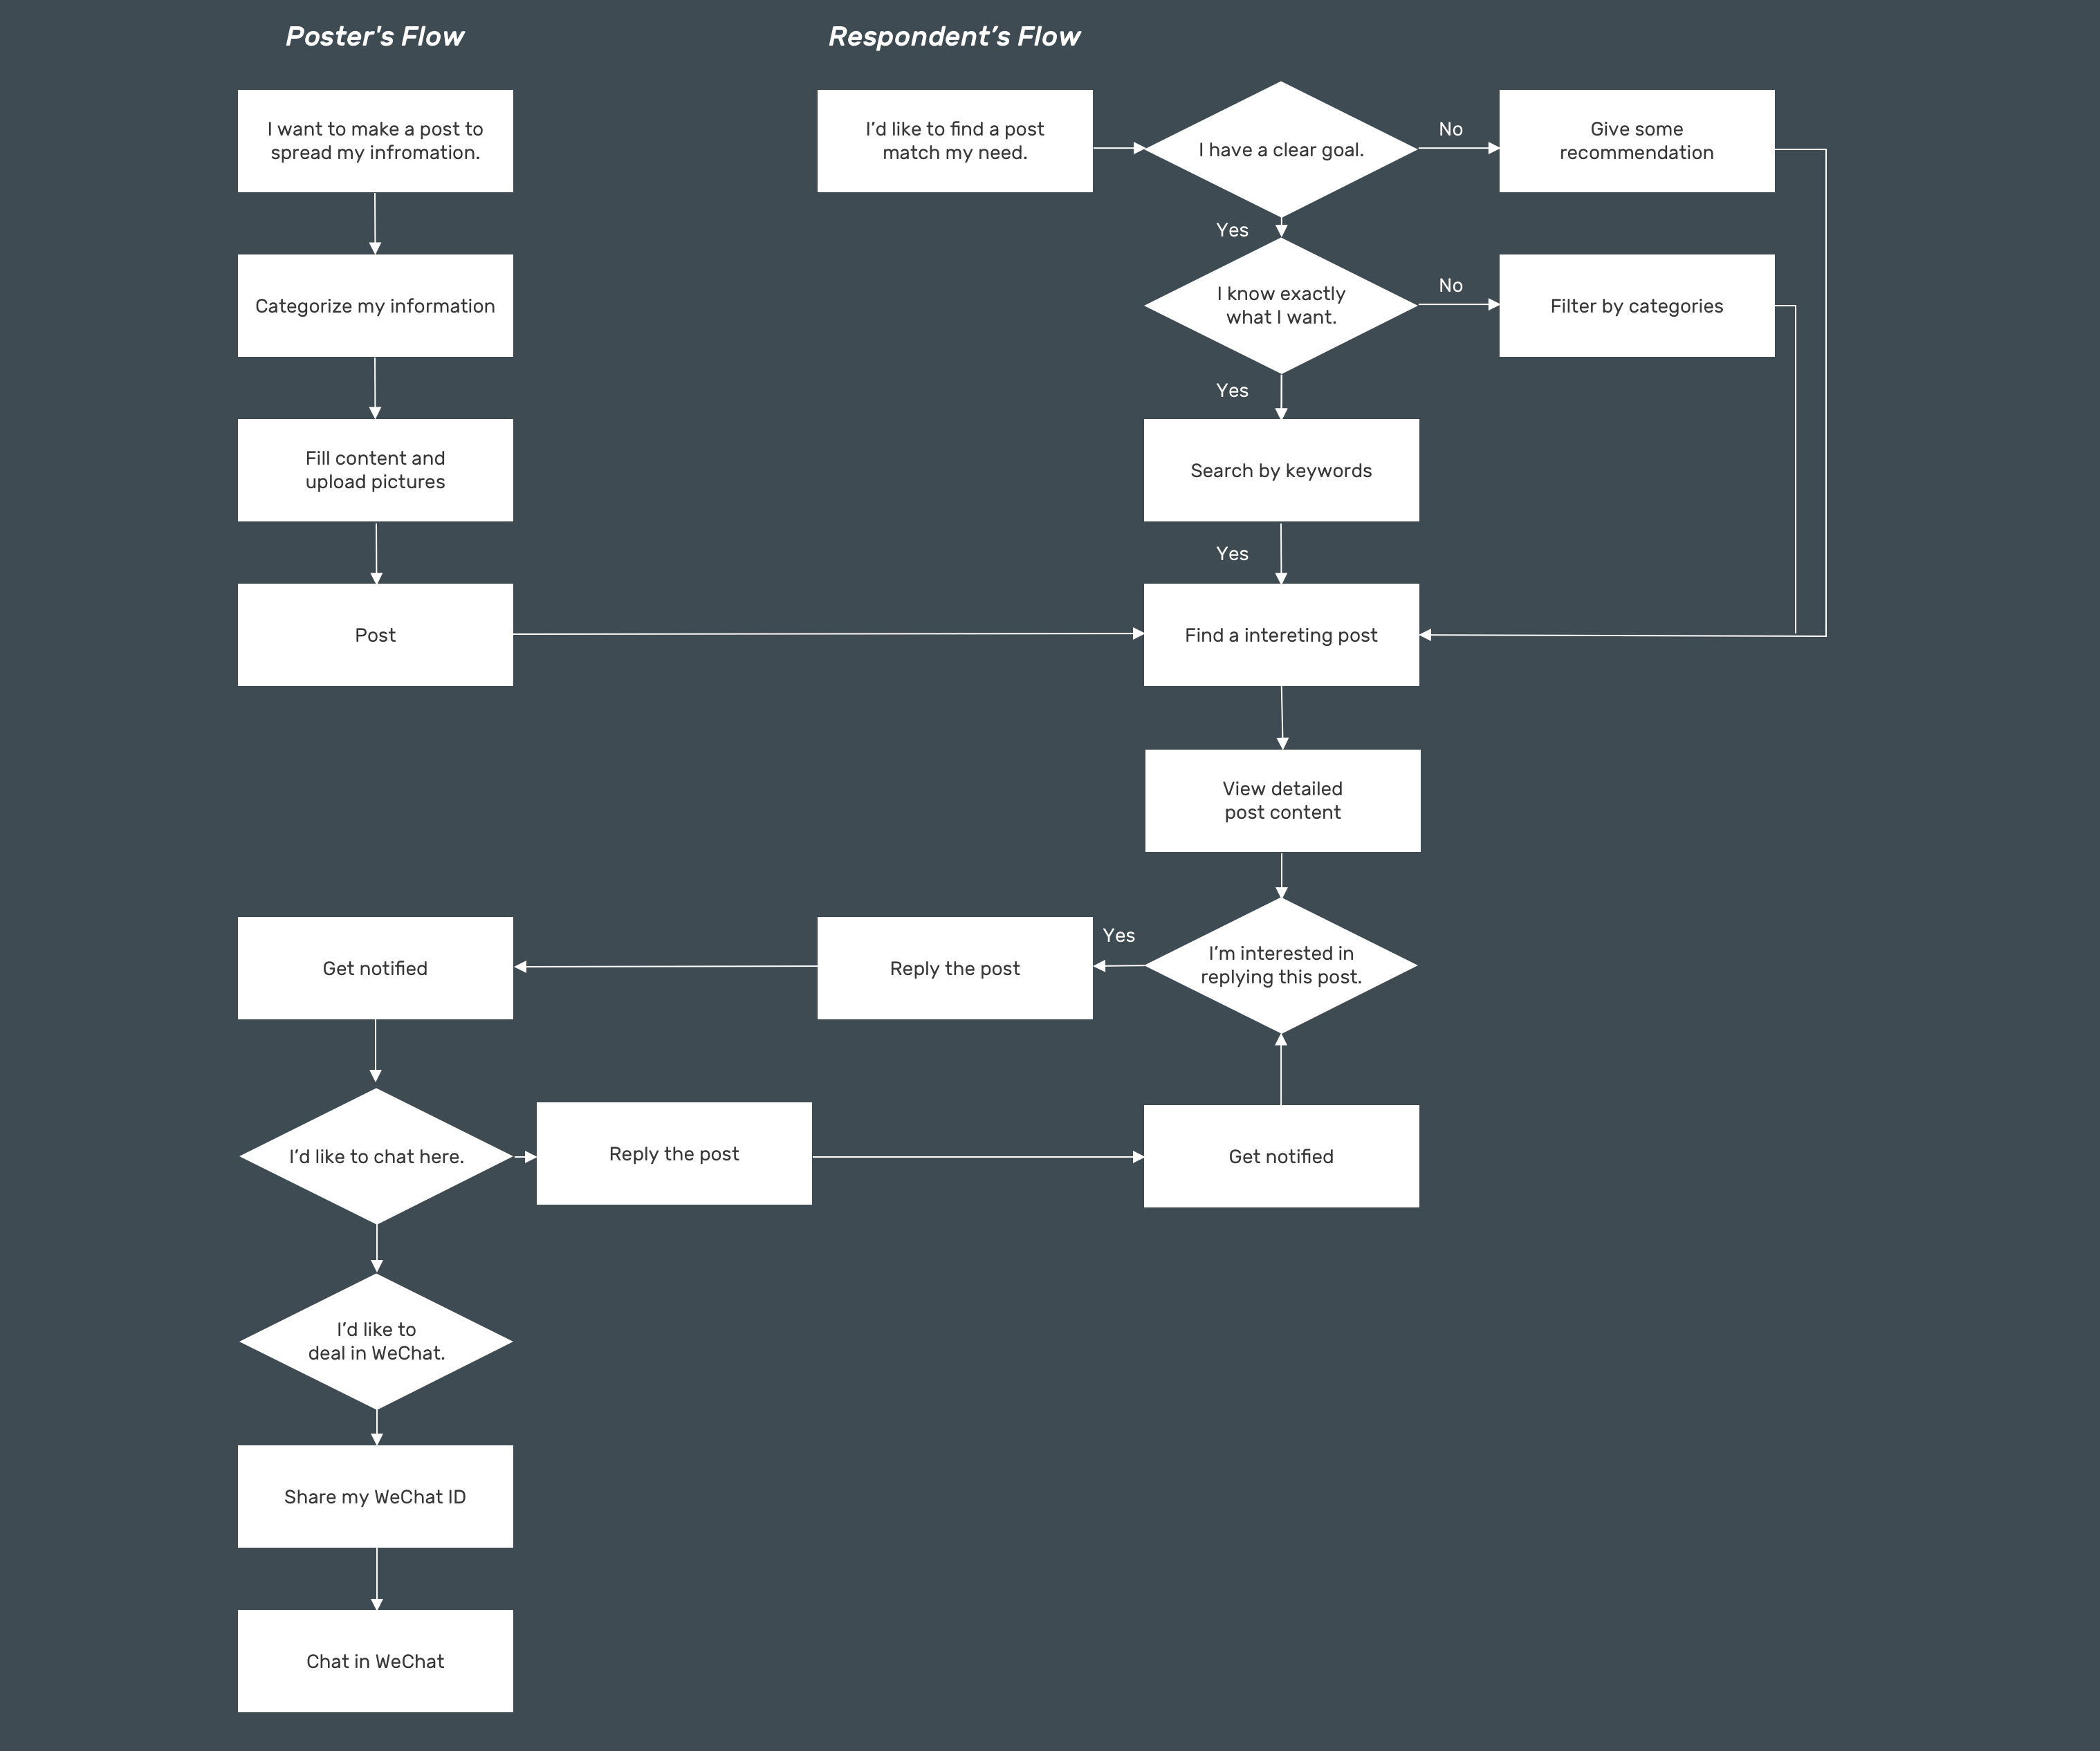 Poster's Flow
Respondent’s Flow
I want to make a post to
spread my infromation.
I’d like to find a post
match my need.
I have a clear goal.
No
Give some
recommendation
Yes
Categorize my information
I know exactly
what I want.
No
Filter by categories
Yes
Fill content and
upload pictures
Search by keywords
Yes
Post
Find a intereting post
View detailed
post content
Get notified
Reply the post
Yes
I’m interested in
replying this post.
I’d like to chat here.
Reply the post
Get notified
I’d like to
deal in WeChat.
Share my WeChat ID
Chat in WeChat